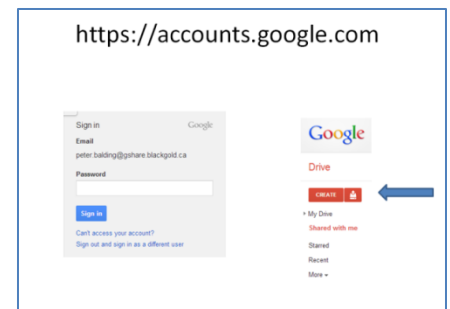 https://accounts.google.com
Sign in Google
Email
peter.balding@gshare.blackgold.ca
Password
Sign in
Can't access your account?
Sign out and sign in as a different user
Google
Drive
CREATE
My Drive
Shared with me
Starred
Recent
More